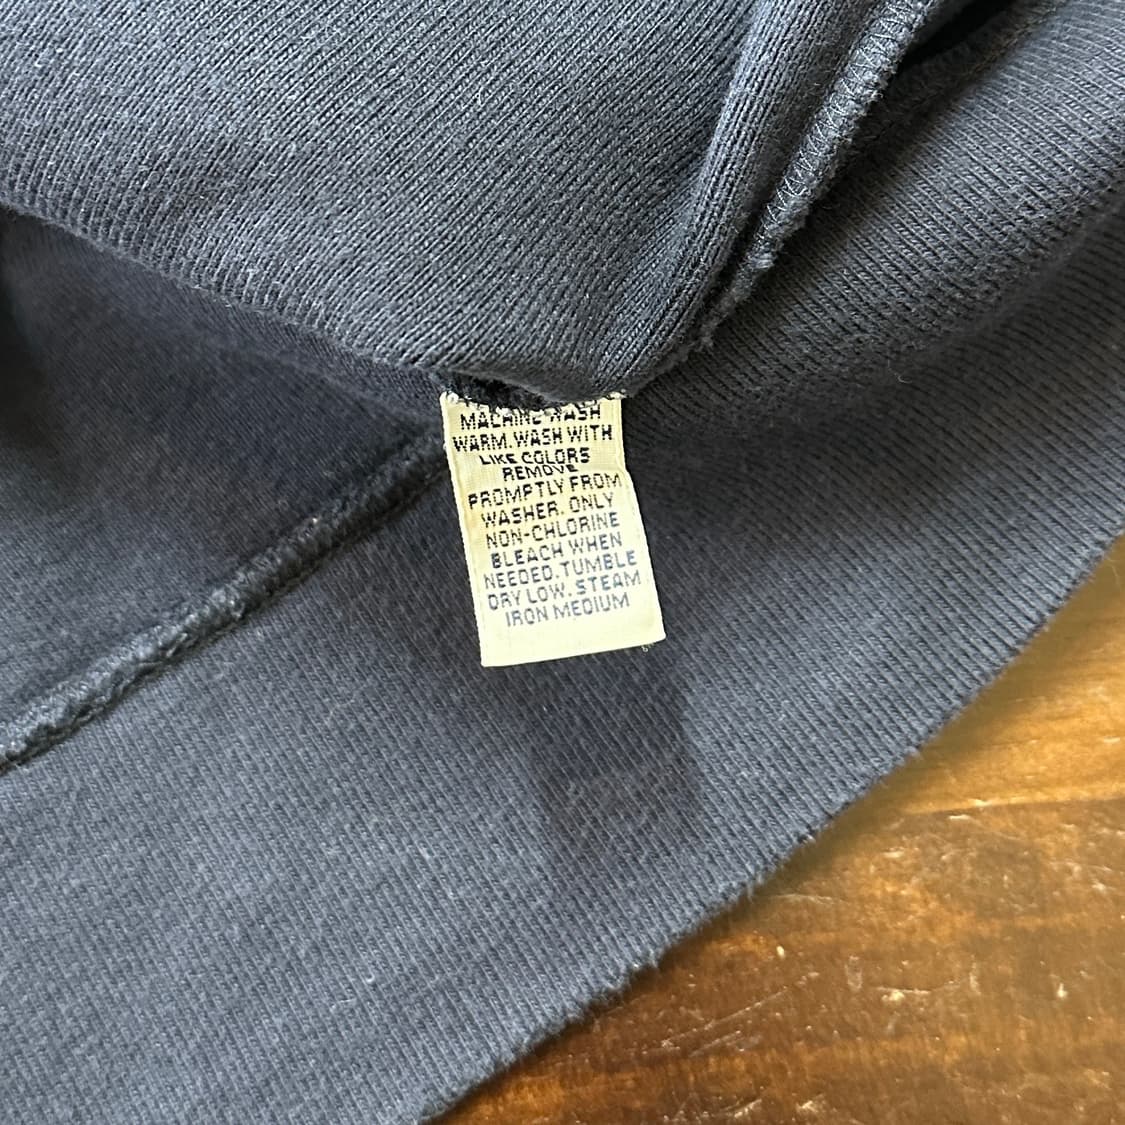 MACHINE WASH
WARM. WASH WITH
LIKE COLORS
REMOVE
PROMPTLY FROM
WASHER. ONLY
NON-CHLORINE
BLEACH WHEN
NEEDED. TUMBLE
DRY LOW. STEAM
IRON MEDIUM